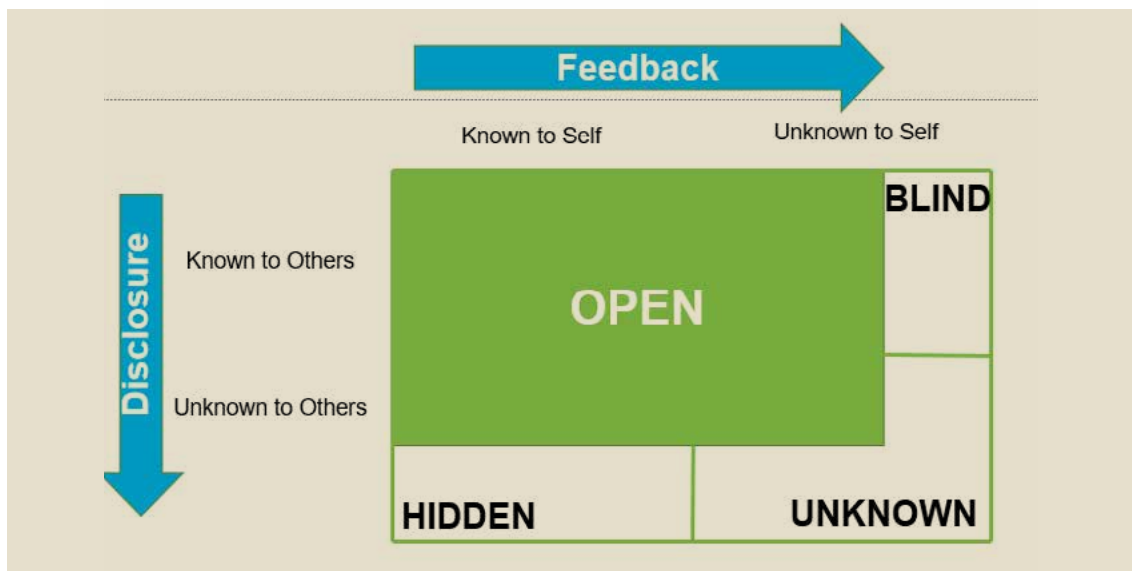 Feedback
Known to Self
Unknown to Self
BLIND
Disclosure
Known to Others
OPEN
Unknown to Others
HIDDEN
UNKNOWN